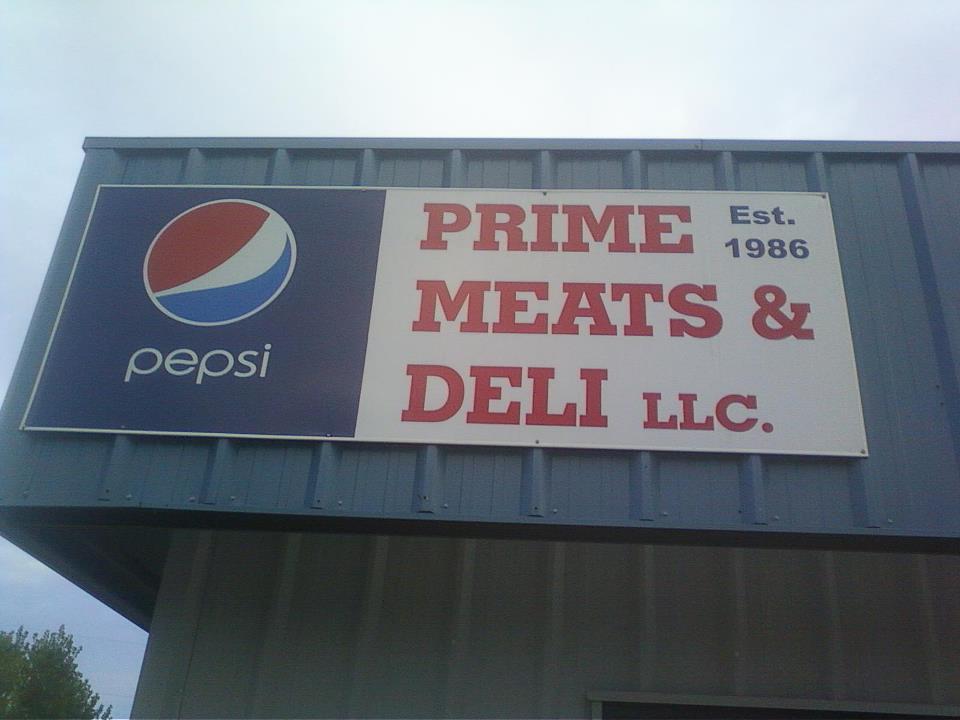 pepsi
PRIME
Est.
1986
MEATS &
DELI LLC.